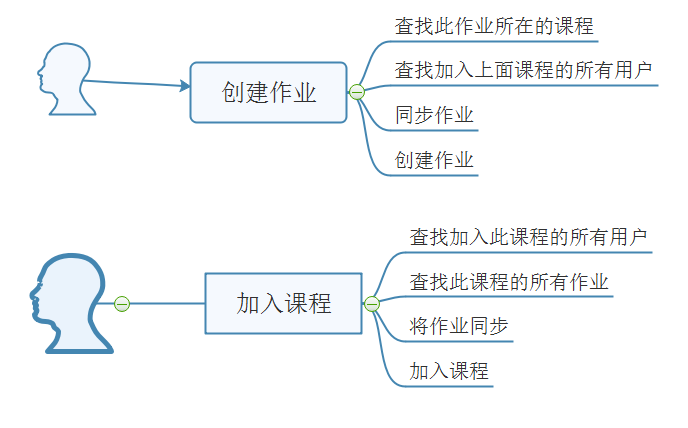 查找此作业所在的课程
查找加入上面课程的所有用户
创建作业
同步作业
创建作业
查找加入此课程的所有用户
查找此课程的所有作业
加入课程
将作业同步
加入课程